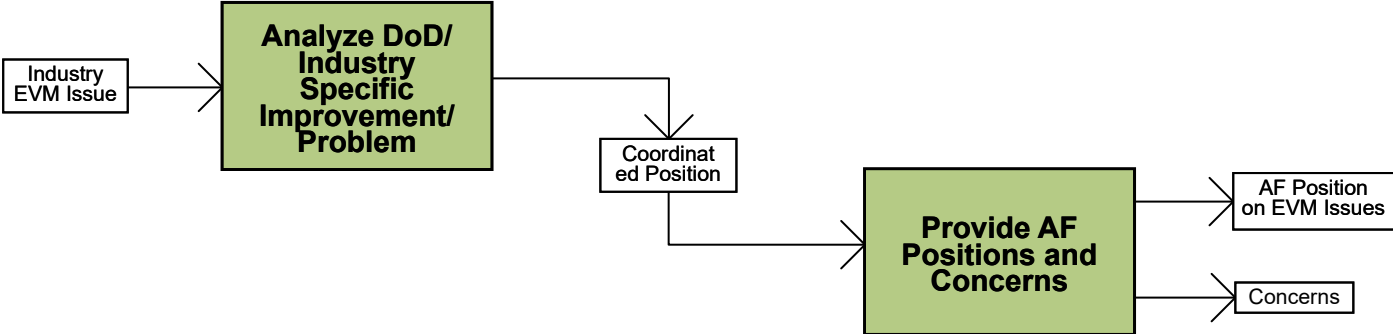 Industry
EVM Issue
Analyze DoD/
Industry
Specific
Improvement/
Problem
Coordinat
ed Position
Provide AF
Positions and
Concerns
AF Position
on EVM Issues
Concerns